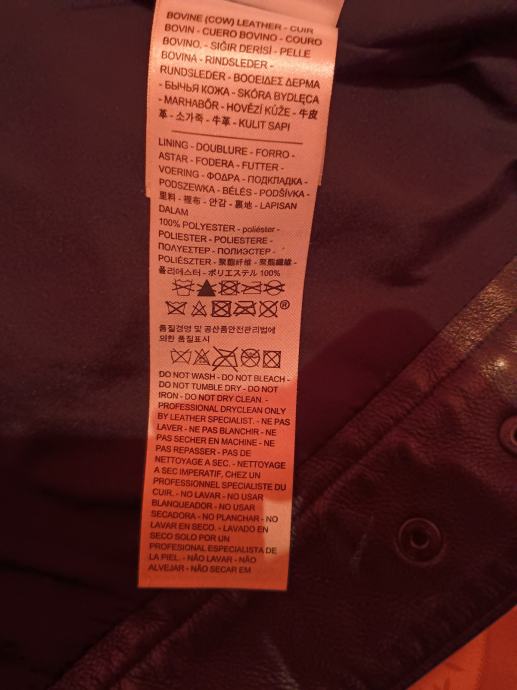 BOVINE (COW) LEATHER - CUIR
BOVIN - CUERO BOVINO - COURO
BOVINO, - SIĞIR DERİSİ - PELLE
BOVINA - RINDSLEDER -
RUNDSLEDER - ΒΟΟΕΙΔΕΣ ΔΕΡΜΑ
- БЫЧЬЯ КОЖА - SKÓRA BYDLĘCA
- MARHABŐR - HOVĚZÍ KŮŽE - 牛皮
革 - 소가죽 - 牛革 - KULIT SAPI
LINING - DOUBLURE - FORRO -
ASTAR - FODERA - FUTTER -
VOERING - ΦΟΔΡΑ - ПОДКЛАДКА -
PODSZEWKA - BÉLÉS - PODŠÍVKA -
里料 - 裡布 - 안감 - 裏地 - LAPISAN
DALAM
100% POLYESTER - poliéster -
POLIESTER - POLIESTERE -
ΠΟΛΥΕΣΤΕΡ - ПОЛИЭСТЕР -
POLIÉSZTER - 聚酯纤维 - 聚酯纖維 -
폴리에스터 - ポリエステル 100%
®
품질경영 및 공산품안전관리법에
의한 품질표시
DO NOT WASH - DO NOT BLEACH -
DO NOT TUMBLE DRY - DO NOT
IRON - DO NOT DRY CLEAN. -
PROFESSIONAL DRYCLEAN ONLY
BY LEATHER SPECIALIST. - NE PAS
LAVER - NE PAS BLANCHIR - NE
PAS SECHER EN MACHINE - NE
PAS REPASSER - PAS DE
NETTOYAGE A SEC. - NETTOYAGE
A SEC IMPERATIF, CHEZ UN
PROFESSIONNEL SPECIALISTE DU
CUIR. - NO LAVAR - NO USAR
BLANQUEADOR - NO USAR
SECADORA - NO PLANCHAR - NO
LAVAR EN SECO. - LAVADO EN
SECO SOLO POR UN
PROFESIONAL ESPECIALISTA DE
LA PIEL. - NÃO LAVAR - NÃO
ALVEJAR - NÃO SECAR EM